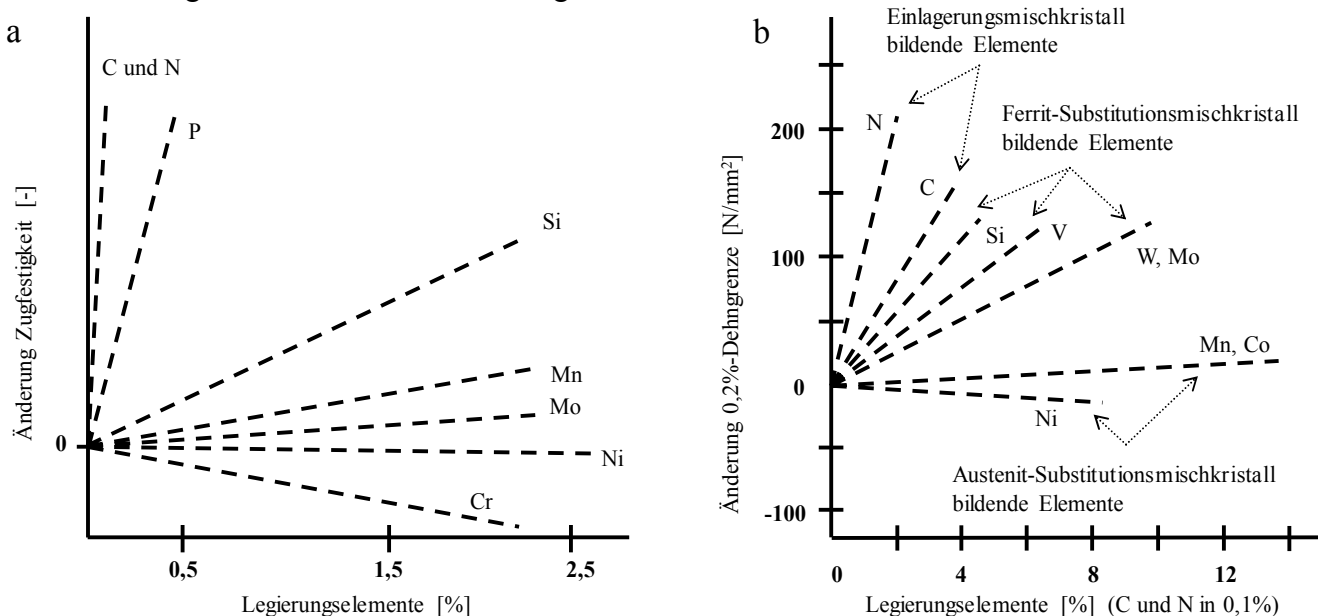 a
C und N
P
Si
Mn
Mo
Ni
Cr
Änderung Zugfestigkeit [-]
0
0,5
1,5
2,5
Legierungselemente [%]
b
Einlagerungsmischkristall
bildende Elemente
Ferrit-Substitutionsmischkristall
bildende Elemente
N
C
Si
V
W, Mo
Mn, Co
Ni
Austenit-Substitutionsmischkristall
bildende Elemente
Änderung 0,2%-Dehngrenze [N/mm²]
200
100
0
-100
0
4
8
12
Legierungselemente [%] (C und N in 0,1%)